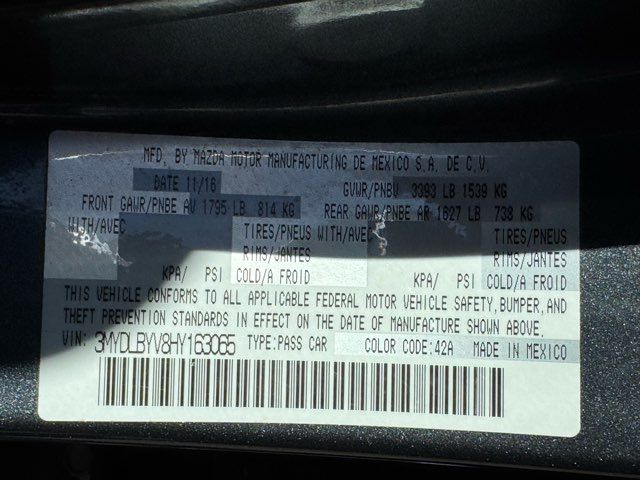 MFD. BY MAZDA MOTOR MANUFACTURING DE MEXICO S.A. DE C.V.
DATE 11/16 GVWR/PNBV 3393 LB 1539 KG
FRONT GAWR/PNBE AV 1795 LB 814 KG REAR GAWR/PNBE AR 1627 LB 738 KG
WITH/AVEC TIRES/PNEUS WITH/AVEC TIRES/PNEUS
RIMS/JANTES RIMS/JANTES
KPA/ PSI COLD/A FROID KPA/ PSI COLD/A FROID
THIS VEHICLE CONFORMS TO ALL APPLICABLE FEDERAL MOTOR VEHICLE SAFETY, BUMPER, AND
THEFT PREVENTION STANDARDS IN EFFECT ON THE DATE OF MANUFACTURE SHOWN ABOVE.
VIN: 3MYDLBYV8HY163065 TYPE:PASS CAR COLOR CODE:42A MADE IN MEXICO